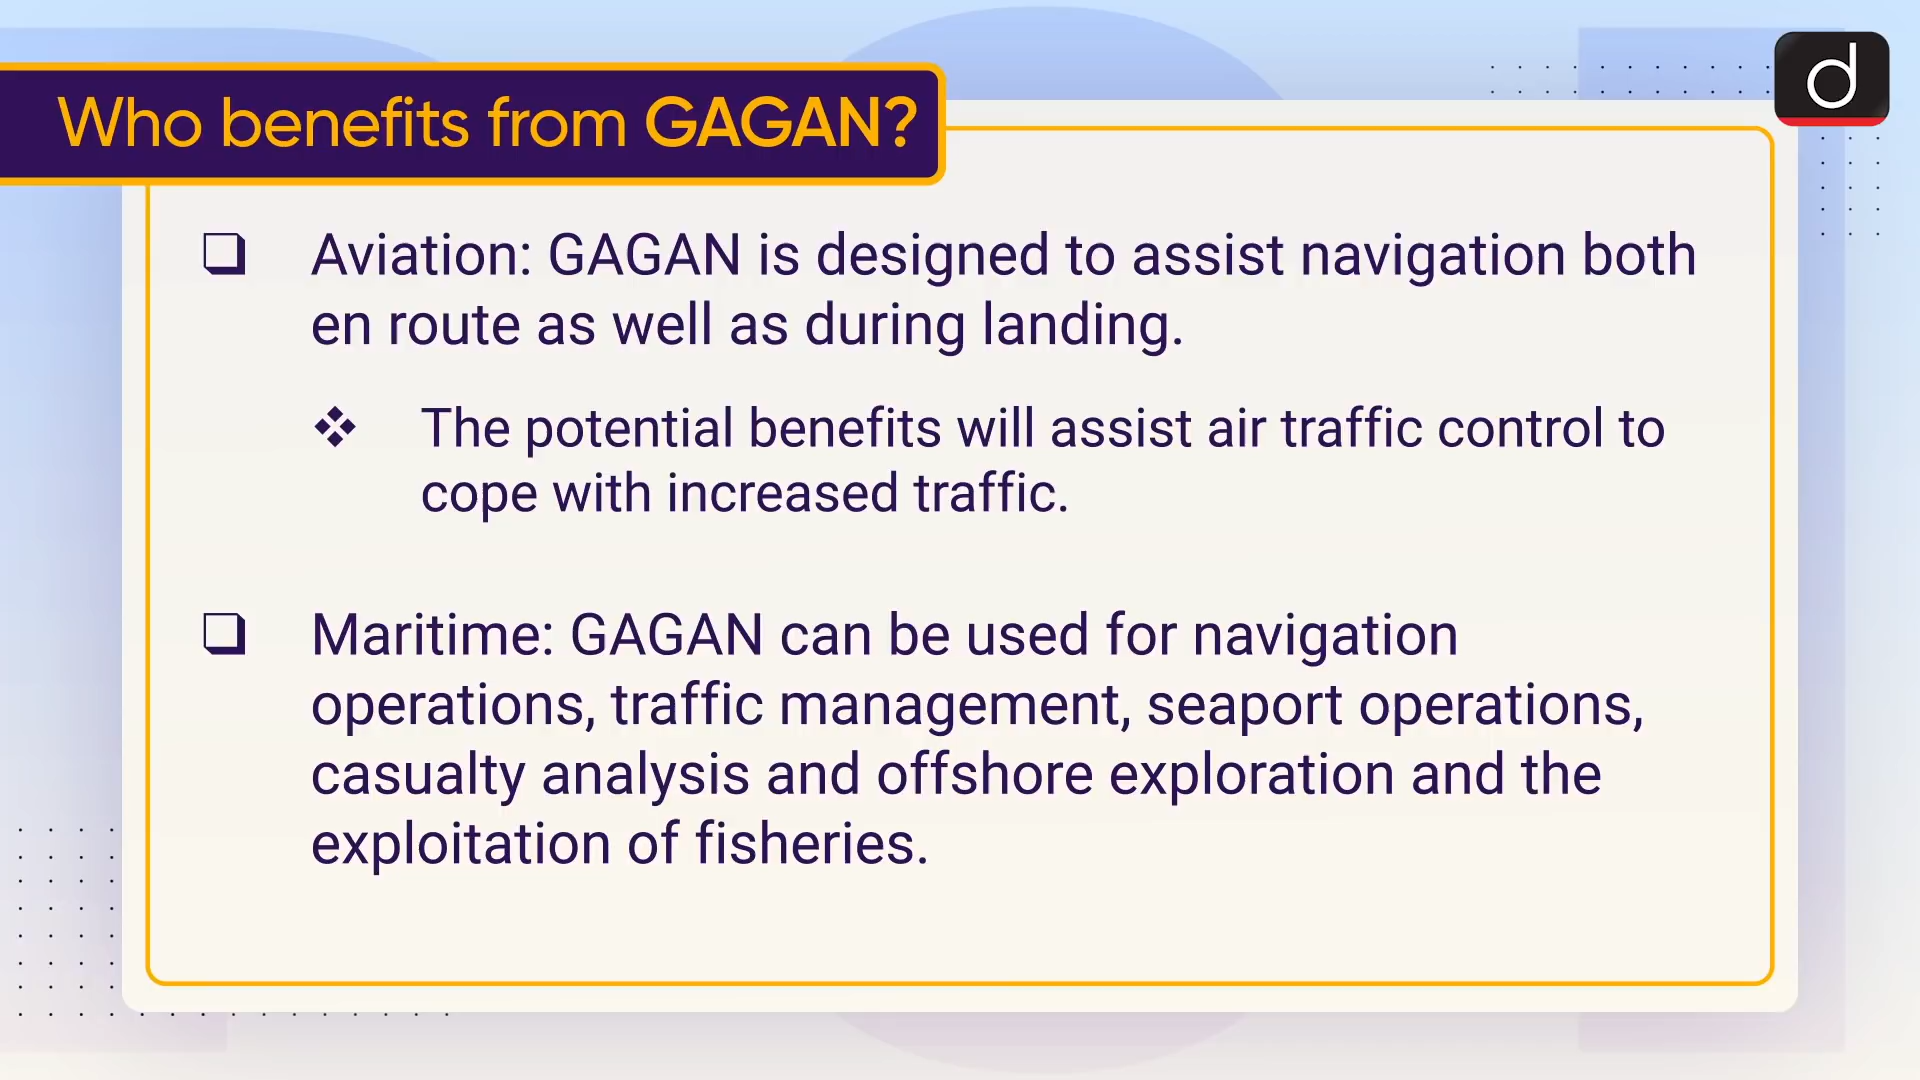 Who benefits from GAGAN?
d
❑ Aviation: GAGAN is designed to assist navigation both
en route as well as during landing.
❖ The potential benefits will assist air traffic control to
cope with increased traffic.
❑ Maritime: GAGAN can be used for navigation
operations, traffic management, seaport operations,
casualty analysis and offshore exploration and the
exploitation of fisheries.